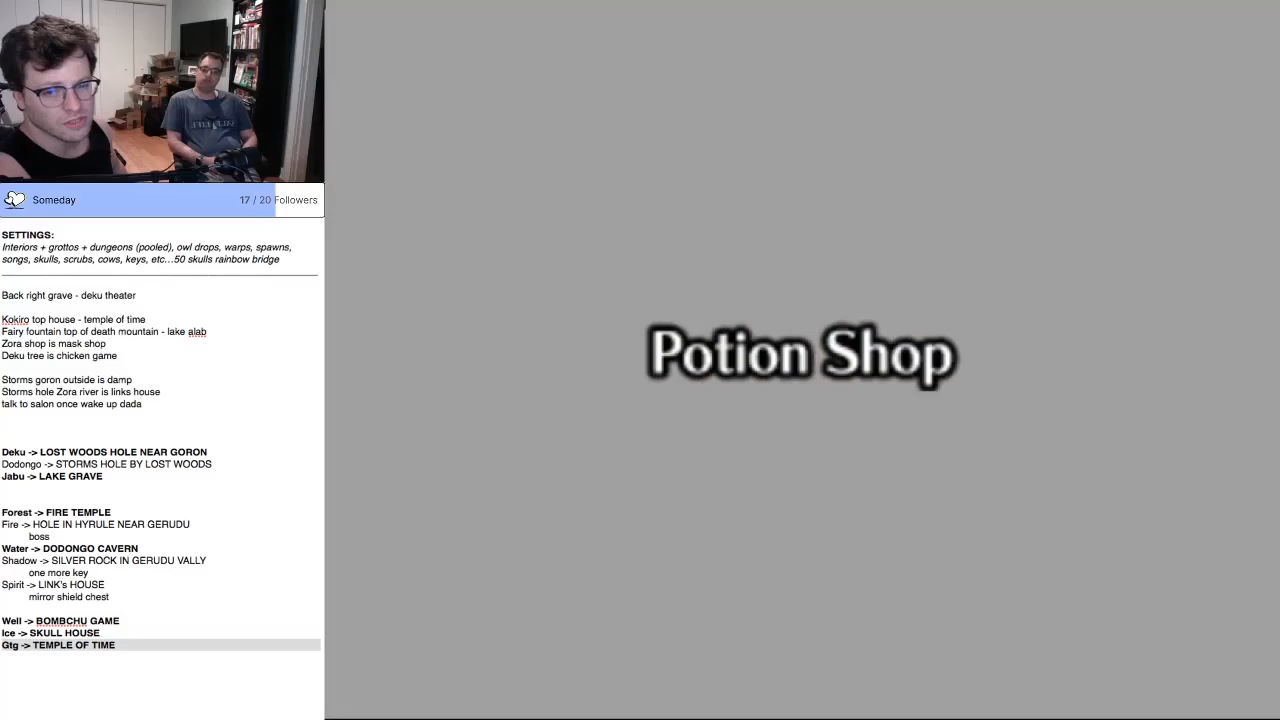 Someday
17 / 20 Followers
SETTINGS:
Interiors + grottos + dungeons (pooled), owl drops, warps, spawns,
songs, skulls, scrubs, cows, keys, etc...50 skulls rainbow bridge
Back right grave - deku theater
Kokiro top house - temple of time
Fairy fountain top of death mountain - lake alab
Zora shop is mask shop
Deku tree is chicken game
Storms goron outside is damp
Storms hole Zora river is links house
talk to salon once wake up dada
Deku -> LOST WOODS HOLE NEAR GORON
Dodongo -> STORMS HOLE BY LOST WOODS
Jabu -> LAKE GRAVE
Forest -> FIRE TEMPLE
Fire -> HOLE IN HYRULE NEAR GERUDU
boss
Water -> DODONGO CAVERN
Shadow -> SILVER ROCK IN GERUDU VALLY
one more key
Spirit -> LINK's HOUSE
mirror shield chest
Well -> BOMBCHU GAME
Ice -> SKULL HOUSE
Gtg -> TEMPLE OF TIME
Potion Shop